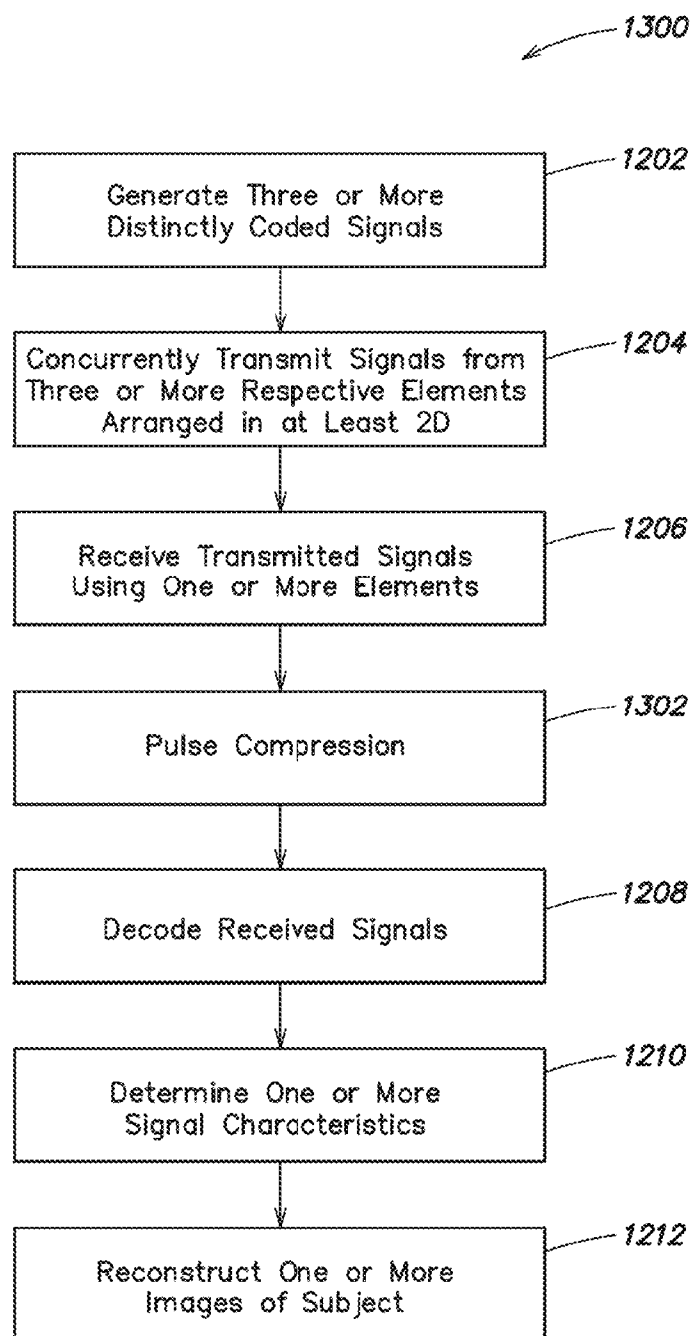 1300
1202
Generate Three or More
Distinctly Coded Signals
1204
Concurrently Transmit Signals from
Three or More Respective Elements
Arranged in at Least 2D
1206
Receive Transmitted Signals
Using One or More Elements
1302
Pulse Compression
1208
Decode Received Signals
1210
Determine One or More
Signal Characteristics
1212
Reconstruct One or More
Images of Subject